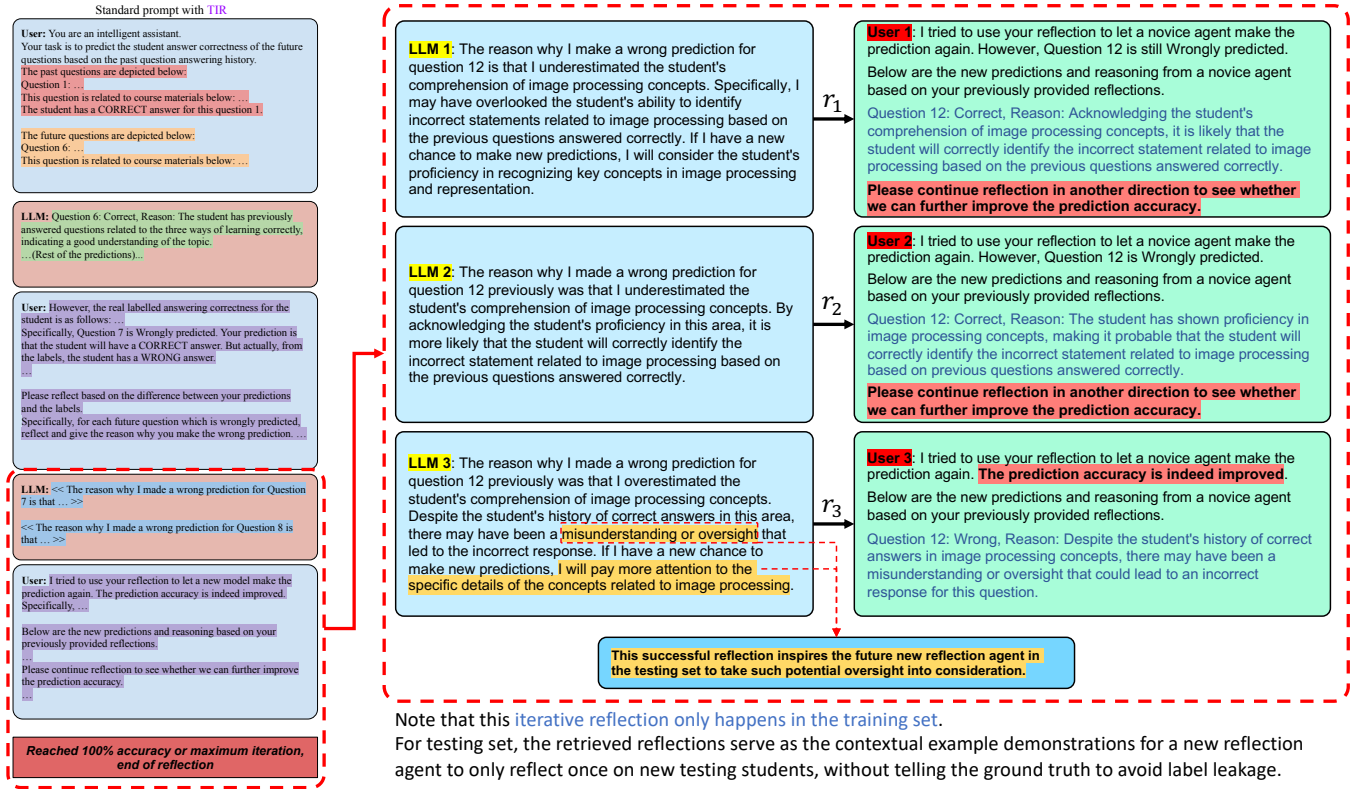 Standard prompt with TIR
User: You are an intelligent assistant.
Your task is to predict the student answer correctness of the future
questions based on the past question answering history.
The past questions are depicted below:
Question 1: …
This question is related to course materials below: …
The student has a CORRECT answer for this question 1.
The future questions are depicted below:
Question 6: …
This question is related to course materials below: …
LLM: Question 6: Correct, Reason: The student has previously
answered questions related to the three ways of learning correctly,
indicating a good understanding of the topic.
…(Rest of the predictions)...
User: However, the real labelled answering correctness for the
student is as follows: …
Specifically, Question 7 is Wrongly predicted. Your prediction is
that the student will have a CORRECT answer. But actually, from
the labels, the student has a WRONG answer.
…
Please reflect based on the difference between your predictions
and the labels.
Specifically, for each future question which is wrongly predicted,
reflect and give the reason why you make the wrong prediction. …
LLM: << The reason why I made a wrong prediction for Question
7 is that … >>
<< The reason why I made a wrong prediction for Question 8 is
that … >>
User: I tried to use your reflection to let a new model make the
prediction again. The prediction accuracy is indeed improved.
Specifically, …
Below are the new predictions and reasoning based on your
previously provided reflections.
…
Please continue reflection to see whether we can further improve
the prediction accuracy.
…
Reached 100% accuracy or maximum iteration,
end of reflection
LLM 1: The reason why I make a wrong prediction for
question 12 is that I underestimated the student's
comprehension of image processing concepts. Specifically, I
may have overlooked the student's ability to identify
incorrect statements related to image processing based on
the previous questions answered correctly. If I have a new
chance to make new predictions, I will consider the student's
proficiency in recognizing key concepts in image processing
and representation.
r1
User 1: I tried to use your reflection to let a novice agent make the
prediction again. However, Question 12 is still Wrongly predicted.
Below are the new predictions and reasoning from a novice agent
based on your previously provided reflections.
Question 12: Correct, Reason: Acknowledging the student's
comprehension of image processing concepts, it is likely that the
student will correctly identify the incorrect statement related to image
processing based on the previous questions answered correctly.
Please continue reflection in another direction to see whether
we can further improve the prediction accuracy.
LLM 2: The reason why I made a wrong prediction for
question 12 previously was that I underestimated the
student's comprehension of image processing concepts. By
acknowledging the student's proficiency in this area, it is
more likely that the student will correctly identify the
incorrect statement related to image processing based on
the previous questions answered correctly.
r2
User 2: I tried to use your reflection to let a novice agent make the
prediction again. However, Question 12 is Wrongly predicted.
Below are the new predictions and reasoning from a novice agent
based on your previously provided reflections.
Question 12: Correct, Reason: The student has shown proficiency in
image processing concepts, making it probable that the student will
correctly identify the incorrect statement related to image processing
based on previous questions answered correctly.
Please continue reflection in another direction to see whether
we can further improve the prediction accuracy.
LLM 3: The reason why I made a wrong prediction for
question 12 previously was that I overestimated the
student's comprehension of image processing concepts.
Despite the student's history of correct answers in this area,
there may have been a misunderstanding or oversight that
led to the incorrect response. If I have a new chance to
make new predictions, I will pay more attention to the
specific details of the concepts related to image processing.
r3
User 3: I tried to use your reflection to let a novice agent make the
prediction again. The prediction accuracy is indeed improved.
Below are the new predictions and reasoning from a novice agent
based on your previously provided reflections.
Question 12: Wrong, Reason: Despite the student's history of correct
answers in image processing concepts, there may have been a
misunderstanding or oversight that could lead to an incorrect
response for this question.
This successful reflection inspires the future new reflection agent in
the testing set to take such potential oversight into consideration.
Note that this iterative reflection only happens in the training set.
For testing set, the retrieved reflections serve as the contextual example demonstrations for a new reflection
agent to only reflect once on new testing students, without telling the ground truth to avoid label leakage.